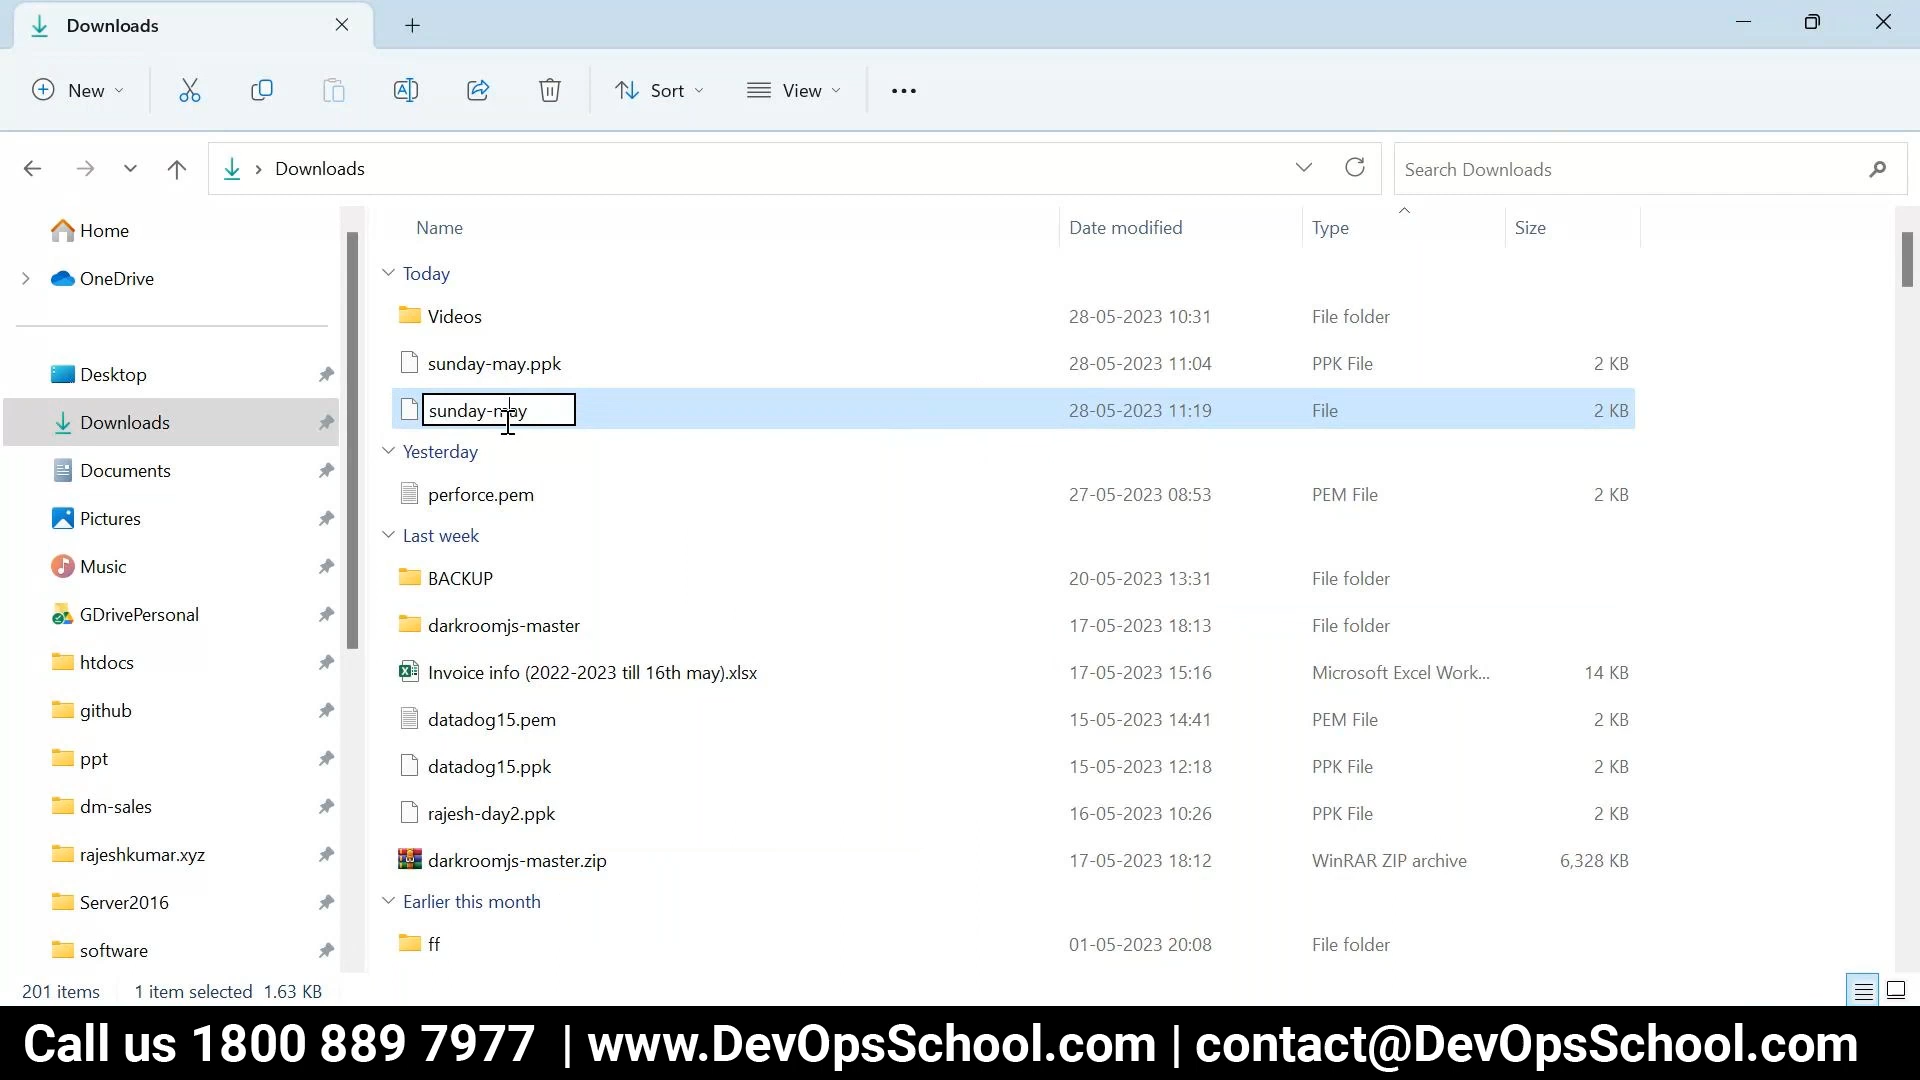 Downloads
New
Sort
View
Downloads
Search Downloads
Home
OneDrive
Desktop
Downloads
Documents
Pictures
Music
GDrivePersonal
htdocs
github
ppt
dm-sales
rajeshkumar.xyz
Server2016
software
Name Date modified Type Size
Today
Videos 28-05-2023 10:31 File folder
sunday-may.ppk 28-05-2023 11:04 PPK File 2 KB
sunday-may 28-05-2023 11:19 File 2 KB
Yesterday
perforce.pem 27-05-2023 08:53 PEM File 2 KB
Last week
BACKUP 20-05-2023 13:31 File folder
darkroomjs-master 17-05-2023 18:13 File folder
Invoice info (2022-2023 till 16th may).xlsx 17-05-2023 15:16 Microsoft Excel Work... 14 KB
datadog15.pem 15-05-2023 14:41 PEM File 2 KB
datadog15.ppk 15-05-2023 12:18 PPK File 2 KB
rajesh-day2.ppk 16-05-2023 10:26 PPK File 2 KB
darkroomjs-master.zip 17-05-2023 18:12 WinRAR ZIP archive 6,328 KB
Earlier this month
ff 01-05-2023 20:08 File folder
201 items 1 item selected 1.63 KB
Call us 1800 889 7977 | www.DevOpsSchool.com | contact@DevOpsSchool.com